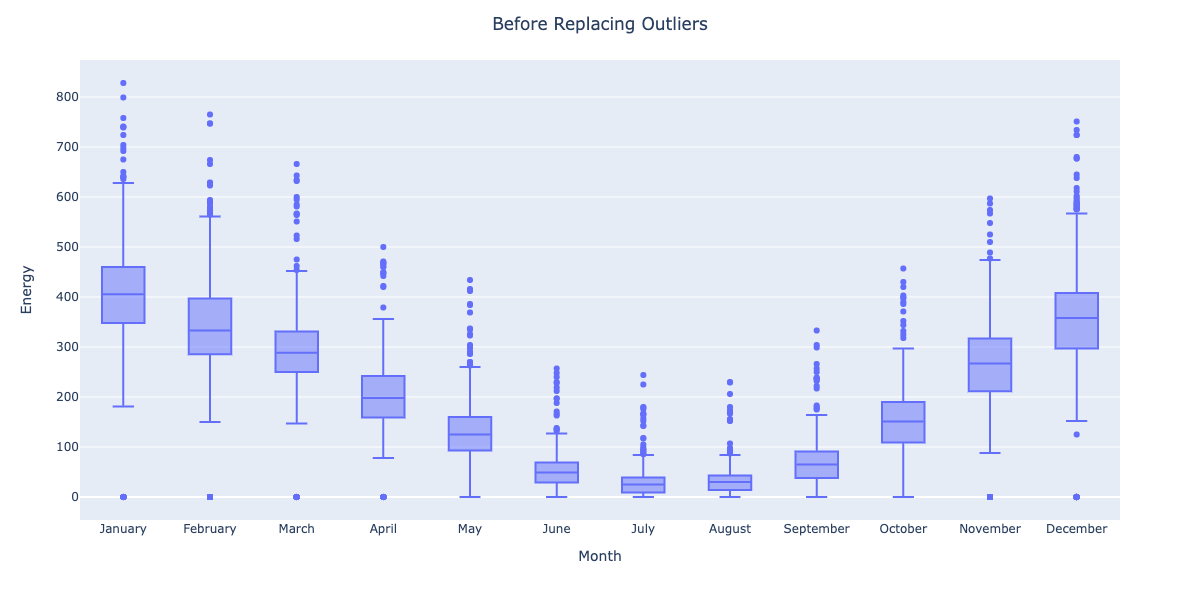 Before Replacing Outliers
Energy
800
700
600
500
400
300
200
100
0
January February March April May June July August September October November December
Month